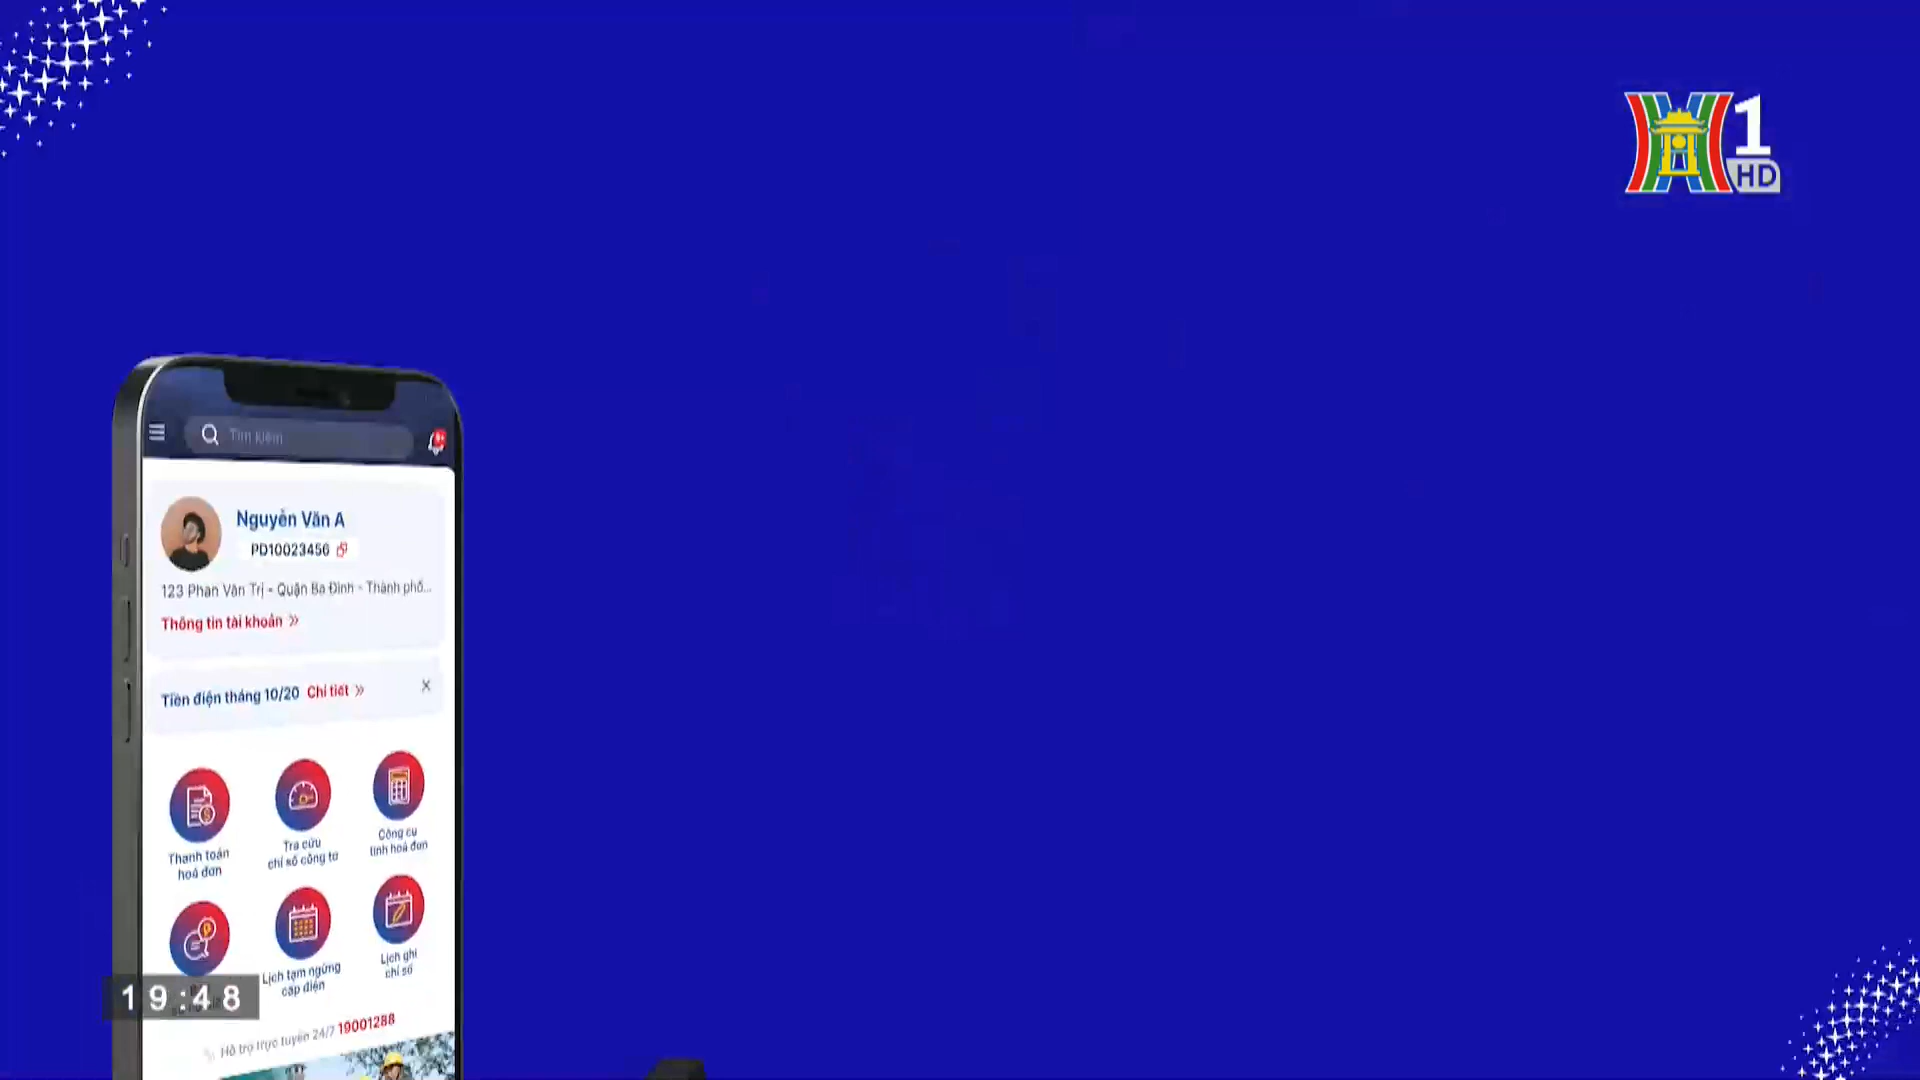 1
HD
Tìm kiếm
9+
Nguyễn Văn A
PD10023456
123 Phan Văn Trị - Quận Ba Đình - Thành phố...
Thông tin tài khoản >>
Tiền điện tháng 10/20 Chi tiết >>
Thanh toán
hoá đơn
Tra cứu
chỉ số công tơ
Công cụ
tính hoá đơn
Lịch tạm ngừng
cấp điện
Lịch ghi
chỉ số
19:48
Hỗ trợ trực tuyến 24/7 19001288